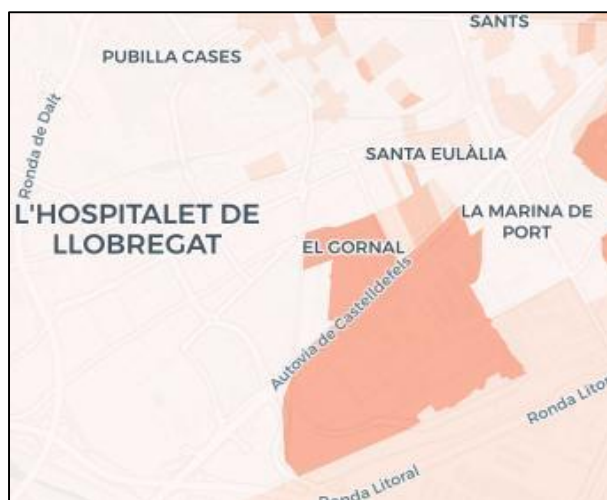 SANTS
PUBILLA CASES
Ronda de Dalt
SANTA EULÀLIA
L'HOSPITALET DE
LLOBREGAT
LA MARINA DE
PORT
EL GORNAL
Autovia de Castelldefels
Ronda Litor
Ronda Litoral